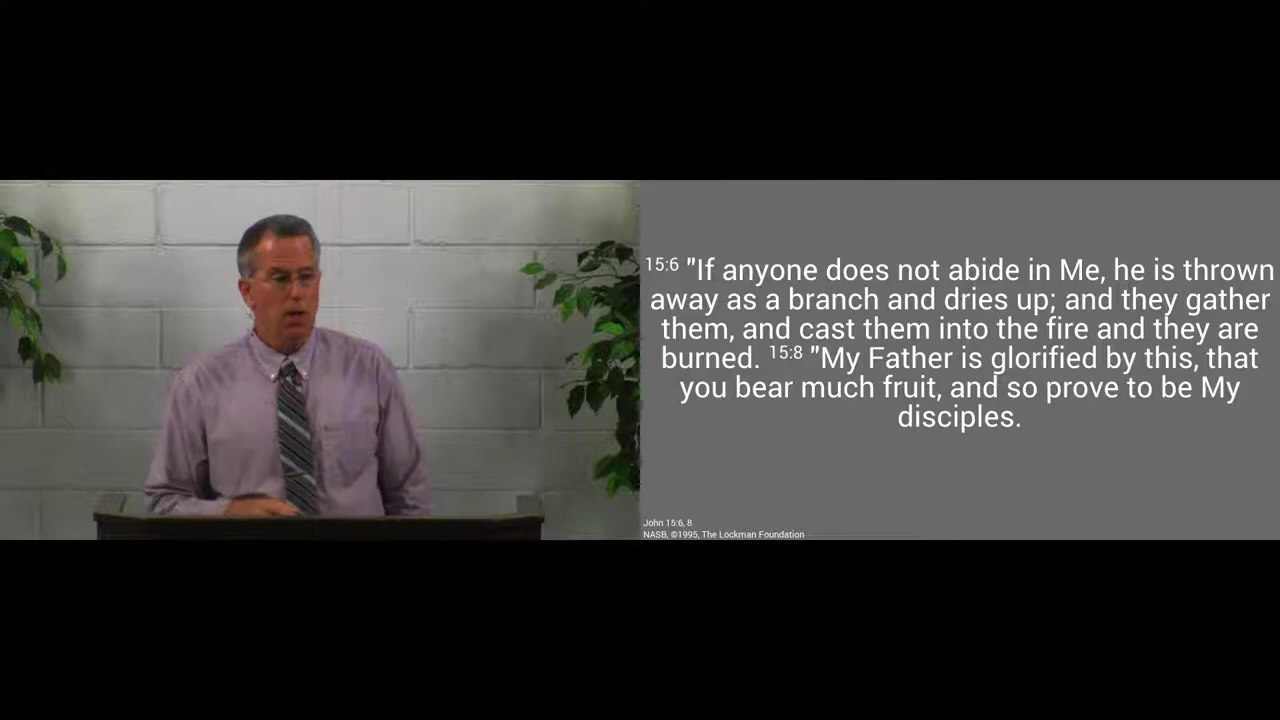 15:6 "If anyone does not abide in Me, he is thrown
away as a branch and dries up; and they gather
them, and cast them into the fire and they are
burned. 15:8 "My Father is glorified by this, that
you bear much fruit, and so prove to be My
disciples.
John 15:6, 8
NASB, ©1995, The Lockman Foundation